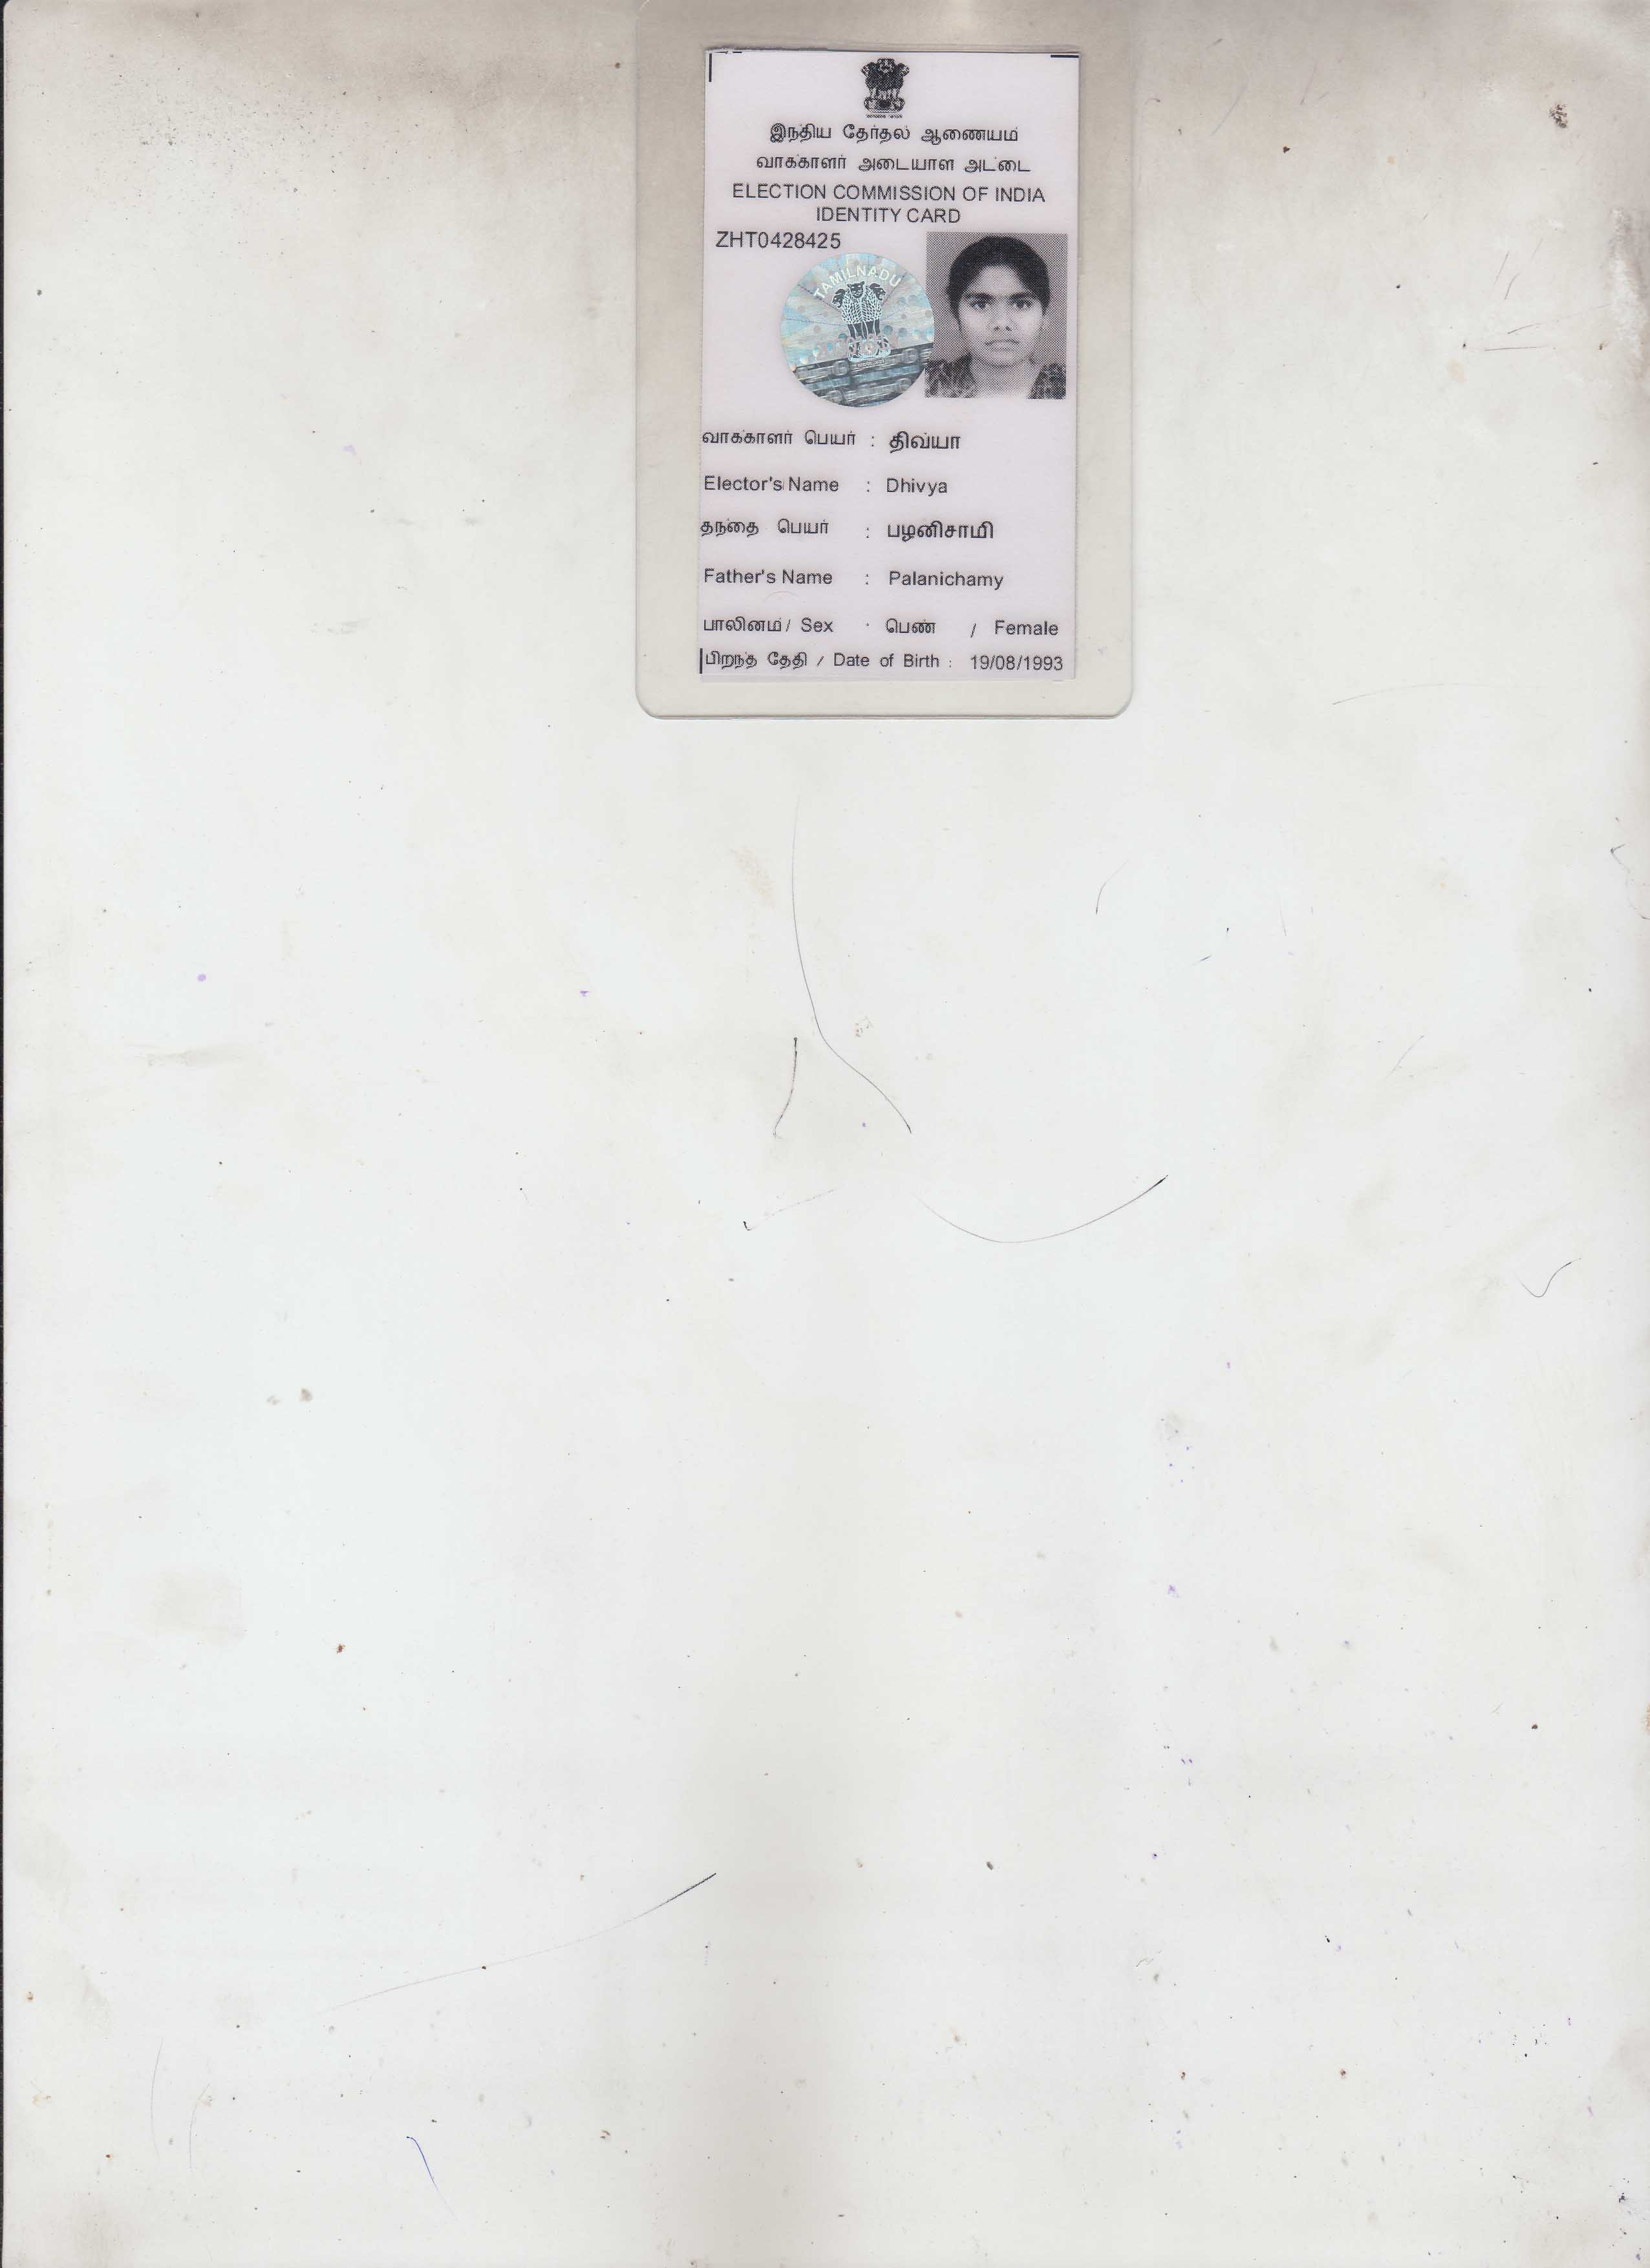 இந்திய தேர்தல் ஆணையம்
வாக்காளர் அடையாள அட்டை
ELECTION COMMISSION OF INDIA
IDENTITY CARD
ZHT0428425
TAMILNADU
வாக்காளர் பெயர் : திவ்யா
Elector's Name : Dhivya
தந்தை பெயர் : பழனிசாமி
Father's Name : Palanichamy
பாலினம் / Sex : பெண் / Female
பிறந்த தேதி / Date of Birth : 19/08/1993